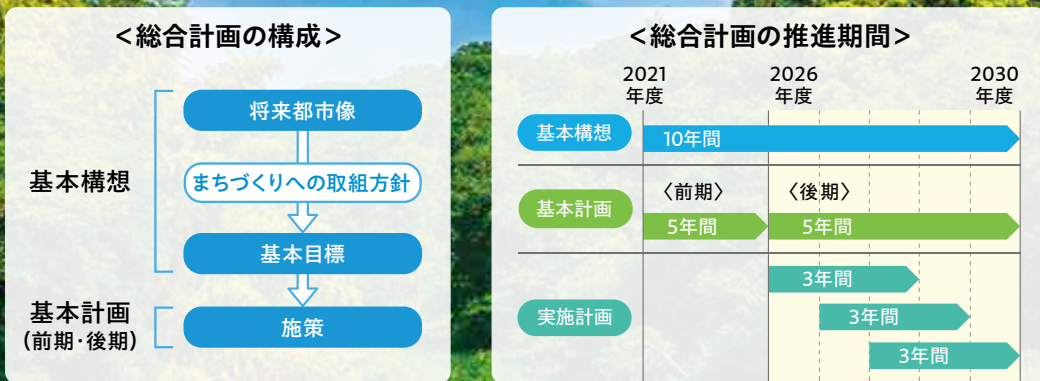 <総合計画の構成>
将来都市像
基本構想
まちづくりへの取組方針
基本目標
基本計画
(前期・後期)
施策
<総合計画の推進期間>
2021
年度
2026
年度
2030
年度
基本構想
10年間
〈前期〉
〈後期〉
基本計画
5年間
5年間
3年間
実施計画
3年間
3年間